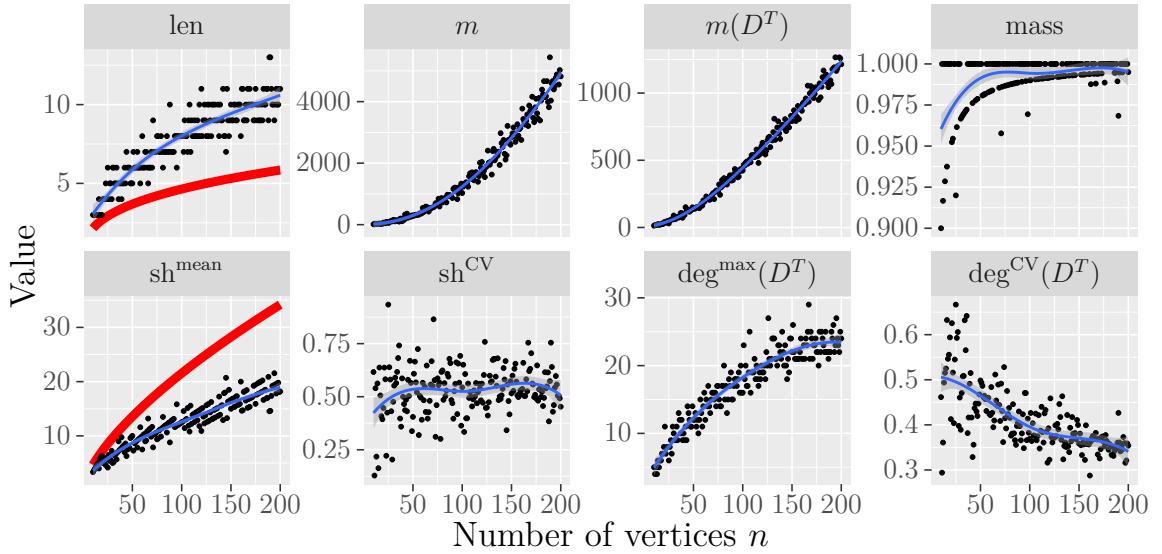 len
m
m(D^T)
mass
10
5
4000
2000
0
1000
500
0
1.000
0.975
0.950
0.925
0.900
Value
sh^mean
sh^CV
deg^max(D^T)
deg^CV(D^T)
30
20
10
0.75
0.50
0.25
30
20
10
0.6
0.5
0.4
0.3
50 100 150 200
50 100 150 200
50 100 150 200
50 100 150 200
Number of vertices n